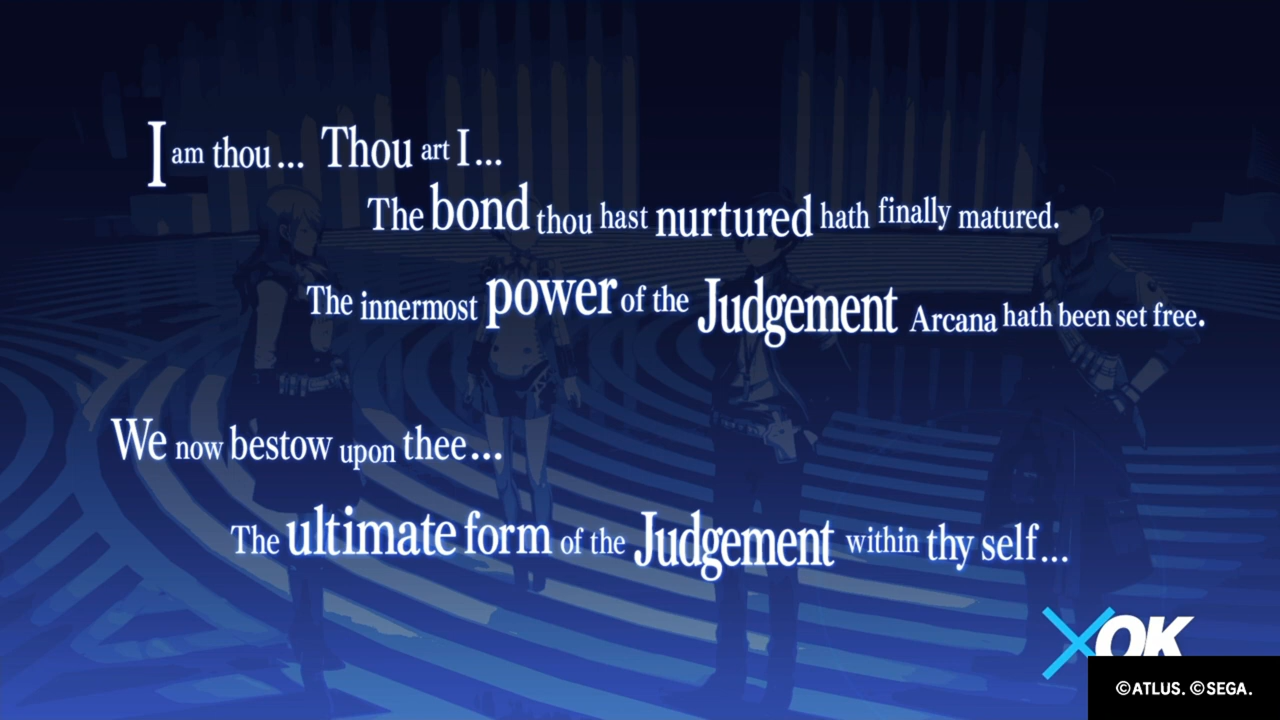 I am thou... Thou art I...
The bond thou hast nurtured hath finally matured.
The innermost power of the Judgement Arcana hath been set free.
We now bestow upon thee...
The ultimate form of the Judgement within thy self...
OK
©ATLUS. ©SEGA.